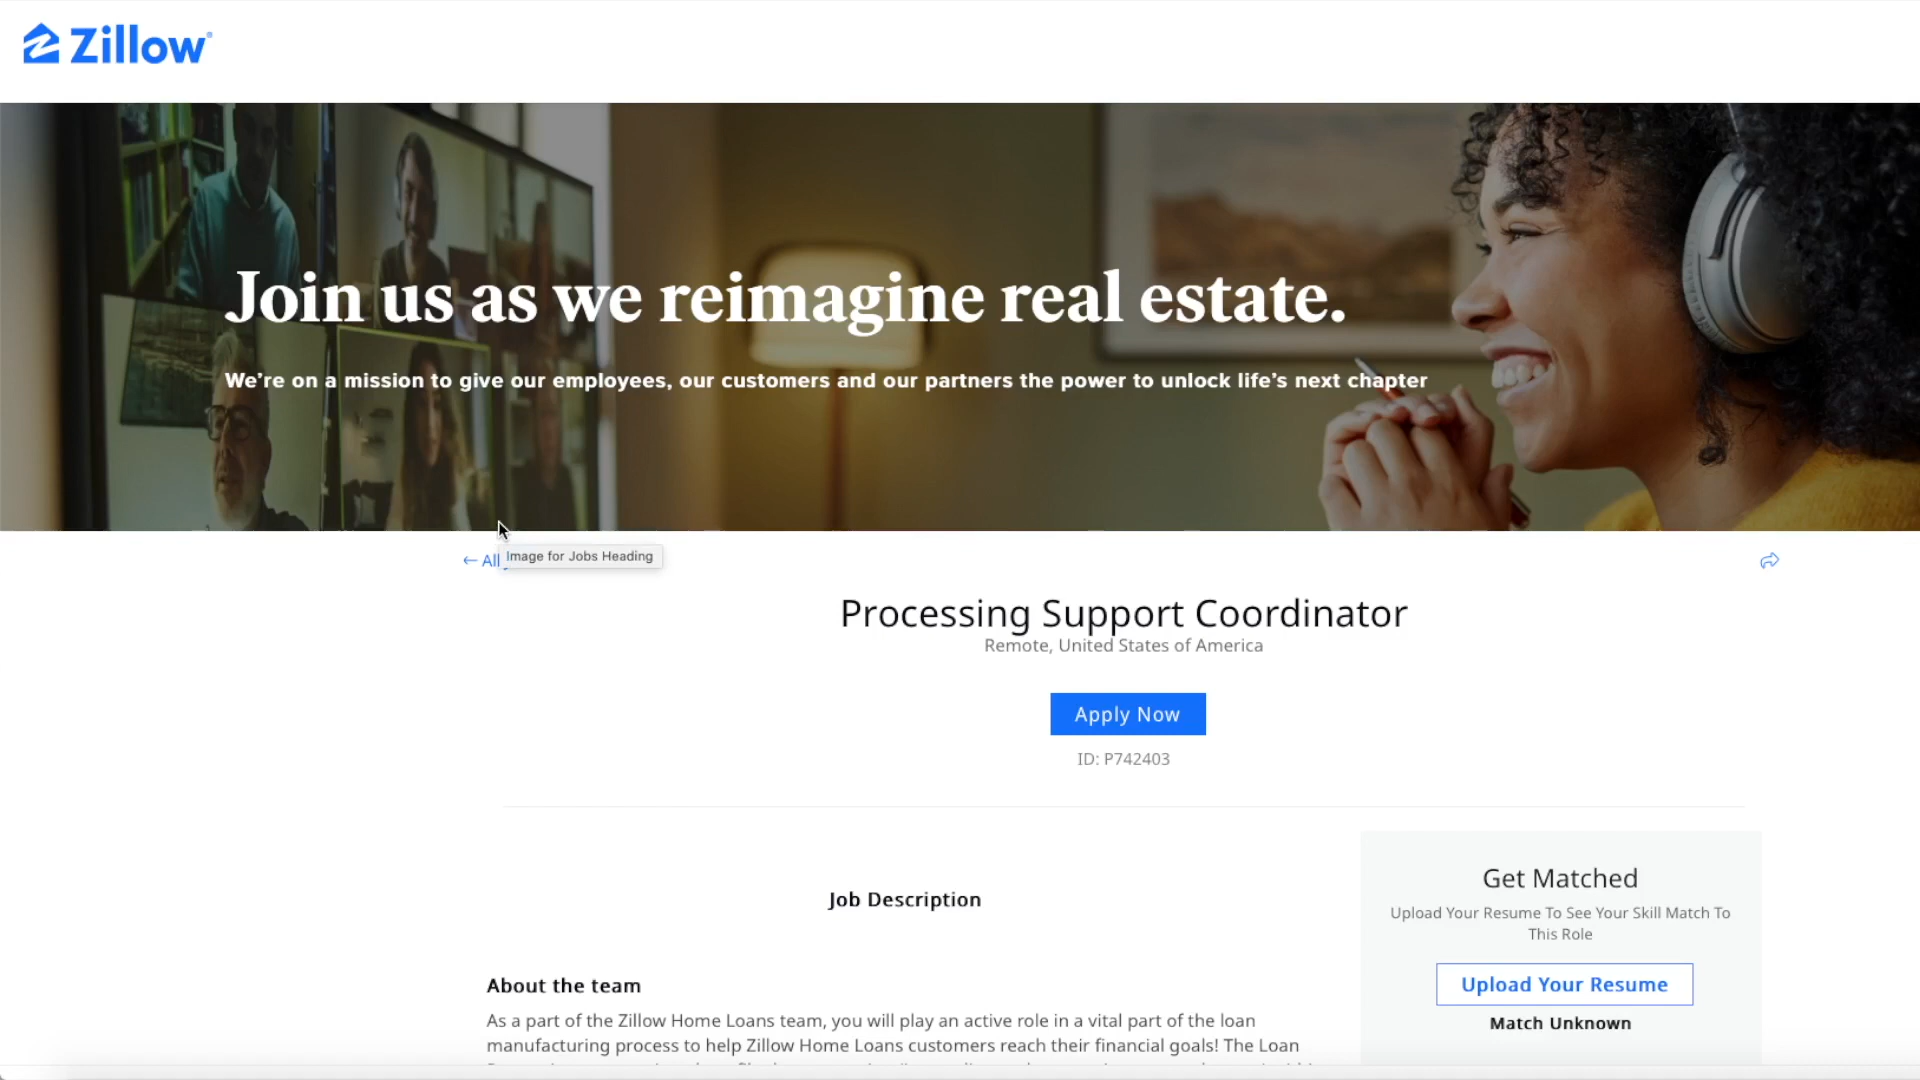 Zillow
Join us as we reimagine real estate.
We're on a mission to give our employees, our customers and our partners the power to unlock life's next chapter
← All
Image for Jobs Heading
Processing Support Coordinator
Remote, United States of America
Apply Now
ID: P742403
Job Description
Get Matched
Upload Your Resume To See Your Skill Match To
This Role
Upload Your Resume
Match Unknown
About the team
As a part of the Zillow Home Loans team, you will play an active role in a vital part of the loan
manufacturing process to help Zillow Home Loans customers reach their financial goals! The Loan